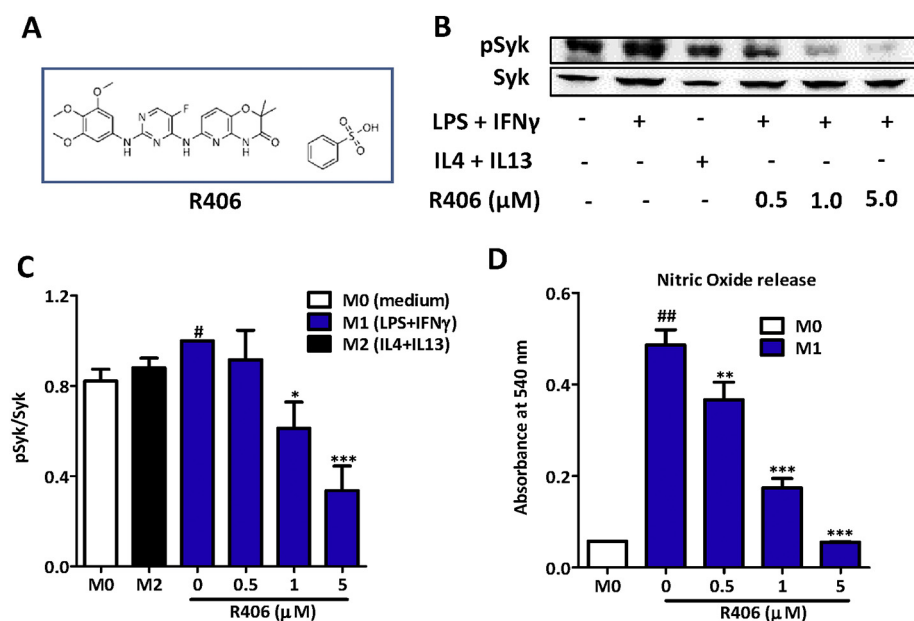 A
F
N
N
N
H
N
H
N
N
H
O
O
O
O
O
O
S
O
OH
R406
B
pSyk
Syk
LPS + IFNγ - + - + + +
IL4 + IL13 - - + - - -
R406 (μM) - - - 0.5 1.0 5.0
C
M0 (medium)
M1 (LPS+IFNγ)
M2 (IL4+IL13)
pSyk/Syk
1.2
0.8
0.4
0.0
#
*
***
M0 M2 0 0.5 1 5
R406 (μM)
D
Nitric Oxide release
M0
M1
Absorbance at 540 nm
0.6
0.4
0.2
0.0
##
**
***
***
M0 0 0.5 1 5
R406 (μM)